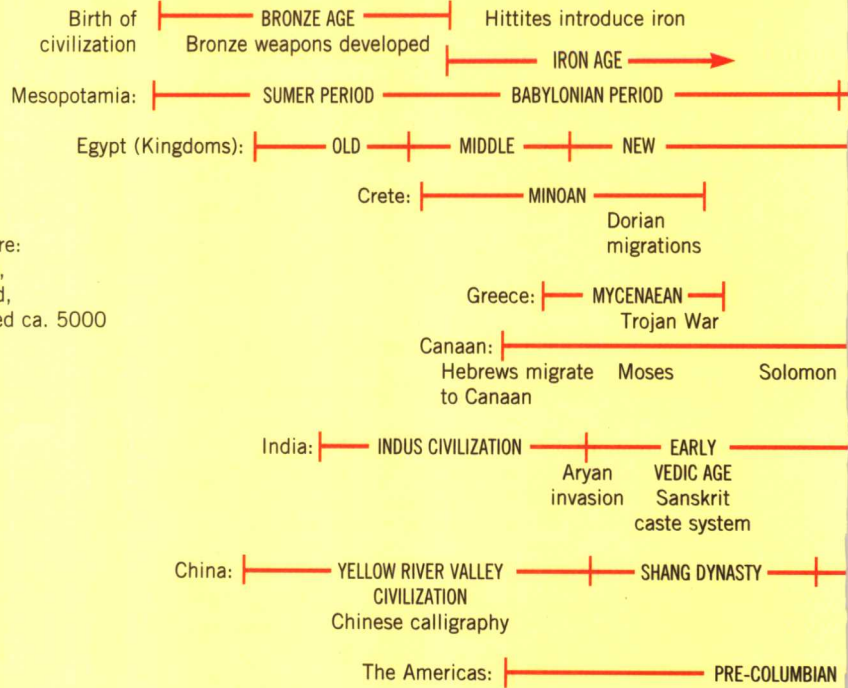 Birth of
civilization
BRONZE AGE
Bronze weapons developed
Hittites introduce iron
IRON AGE
Mesopotamia: SUMER PERIOD BABYLONIAN PERIOD
Egypt (Kingdoms): OLD MIDDLE NEW
Crete: MINOAN
Dorian
migrations
re:
,
d,
ed ca. 5000
Greece: MYCENAEAN
Trojan War
Canaan:
Hebrews migrate
to Canaan
Moses
Solomon
India: INDUS CIVILIZATION EARLY
VEDIC AGE
Aryan
invasion
Sanskrit
caste system
China: YELLOW RIVER VALLEY
CIVILIZATION
Chinese calligraphy
SHANG DYNASTY
The Americas: PRE-COLUMBIAN